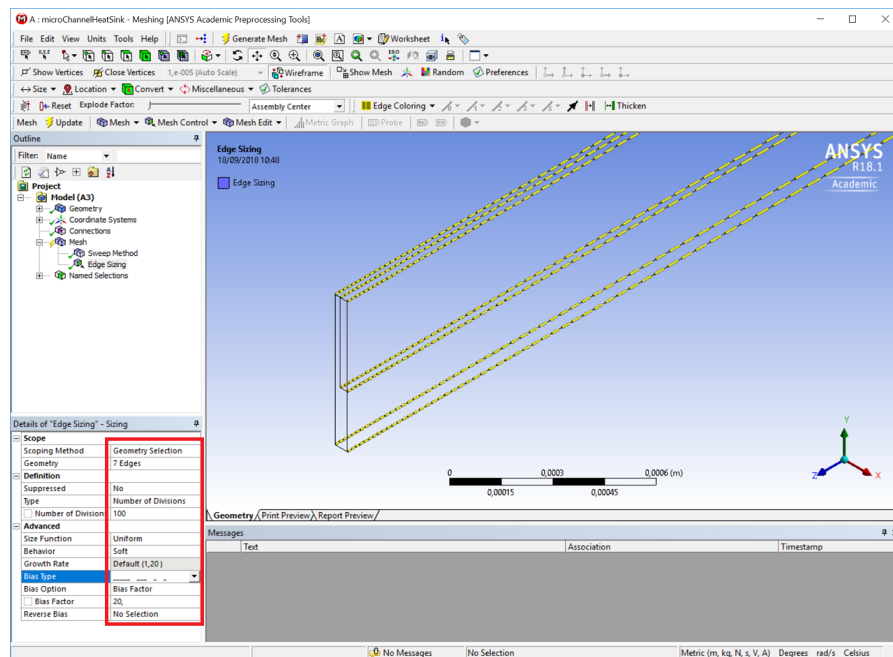 A : microChannelHeatSink - Meshing [ANSYS Academic Preprocessing Tools]
File Edit View Units Tools Help Generate Mesh Worksheet
Show Vertices Close Vertices 1,e-005 (Auto Scale) Wireframe Show Mesh Random Preferences
Size Location Convert Miscellaneous Tolerances
Reset Explode Factor: Assembly Center Edge Coloring Thicken
Mesh Update Mesh Mesh Control Mesh Edit Metric Graph Probe
Outline
Filter: Name
Project
Model (A3)
Geometry
Coordinate Systems
Connections
Mesh
Sweep Method
Edge Sizing
Named Selections
Edge Sizing
18/09/2018 10:48
Edge Sizing
ANSYS
R18.1
Academic
0 0,0003 0,0006 (m)
0,00015 0,00045
Y
Z X
Geometry Print Preview Report Preview
Details of "Edge Sizing" - Sizing
Scope
Scoping Method Geometry Selection
Geometry 7 Edges
Definition
Suppressed No
Type Number of Divisions
Number of Division 100
Advanced
Size Function Uniform
Behavior Soft
Growth Rate Default (1,20 )
Bias Type _____ ___ _ _
Bias Option Bias Factor
Bias Factor 20,
Reverse Bias No Selection
Messages
Text Association Timestamp
No Messages No Selection Metric (m, kg, N, s, V, A) Degrees rad/s Celsius